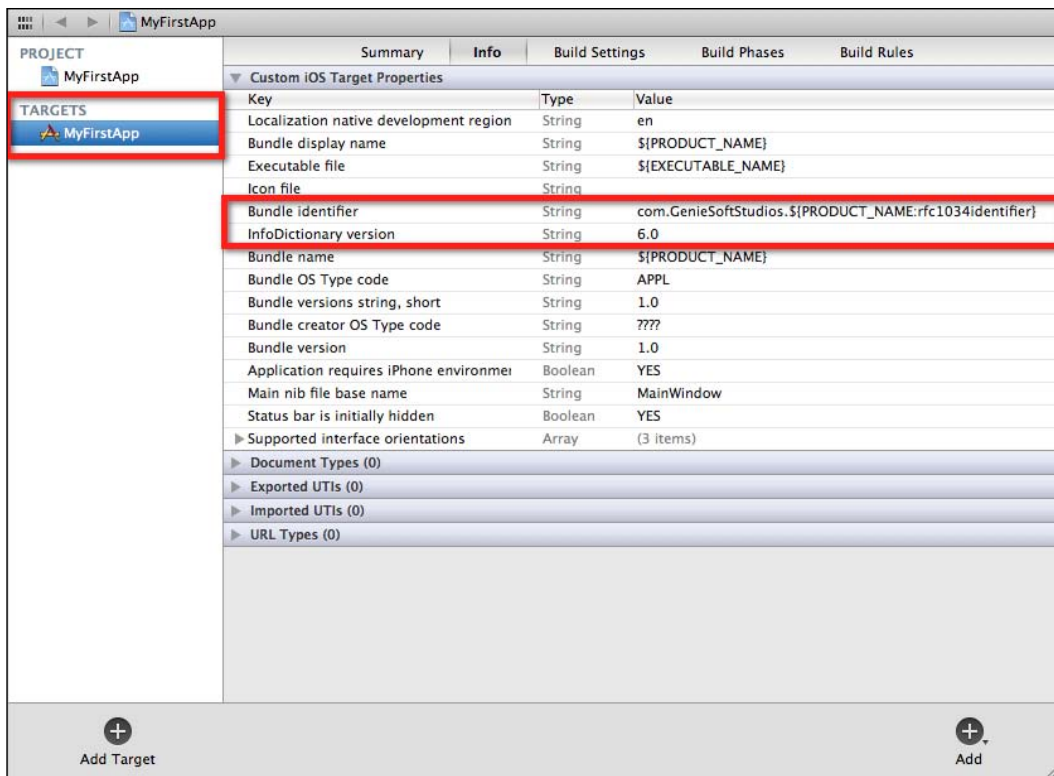 MyFirstApp
PROJECT
MyFirstApp
TARGETS
MyFirstApp
Summary Info Build Settings Build Phases Build Rules
Custom iOS Target Properties
Key Type Value
Localization native development region String en
Bundle display name String ${PRODUCT_NAME}
Executable file String ${EXECUTABLE_NAME}
Icon file String
Bundle identifier String com.GenieSoftStudios.${PRODUCT_NAME:rfc1034identifier}
InfoDictionary version String 6.0
Bundle name String ${PRODUCT_NAME}
Bundle OS Type code String APPL
Bundle versions string, short String 1.0
Bundle creator OS Type code String ????
Bundle version String 1.0
Application requires iPhone environmer Boolean YES
Main nib file base name String MainWindow
Status bar is initially hidden Boolean YES
Supported interface orientations Array (3 items)
Document Types (0)
Exported UTIs (0)
Imported UTIs (0)
URL Types (0)
Add Target Add